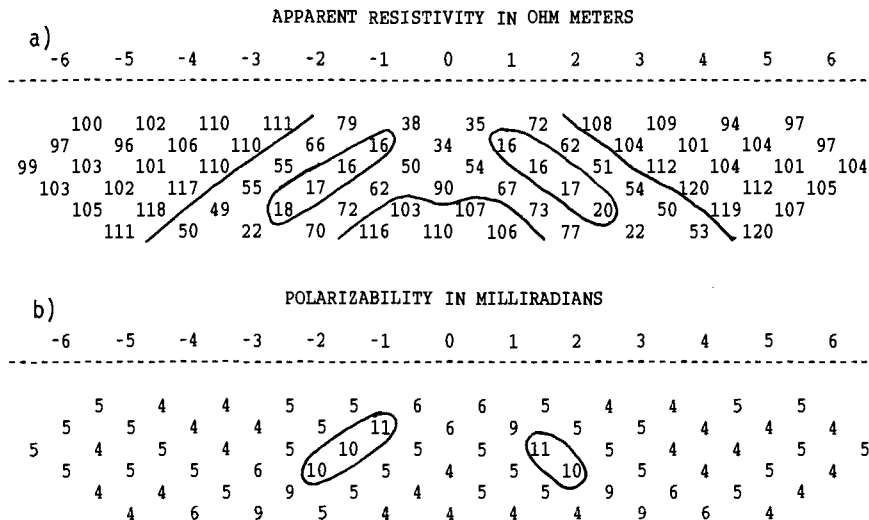 APPARENT RESISTIVITY IN OHM METERS
a)
-6 -5 -4 -3 -2 -1 0 1 2 3 4 5 6
100 102 110 111 79 38 35 72 108 109 94 97
97 96 106 110 66 16 34 16 62 104 101 104 97
99 103 101 110 55 16 50 54 16 51 112 104 101 104
103 102 117 55 17 62 90 67 17 54 120 112 105
105 118 49 18 72 103 107 73 20 50 119 107
111 50 22 70 116 110 106 77 22 53 120
POLARIZABILITY IN MILLIRADIANS
b)
-6 -5 -4 -3 -2 -1 0 1 2 3 4 5 6
5 4 4 5 5 6 6 5 4 4 5 5
5 5 4 4 5 11 6 9 5 5 4 4 4
5 4 5 4 5 10 5 5 11 5 4 4 5 5
5 5 5 6 10 5 4 5 10 5 4 5 4
4 4 5 9 5 4 5 5 9 6 5 4
4 6 9 5 4 4 4 4 9 6 4